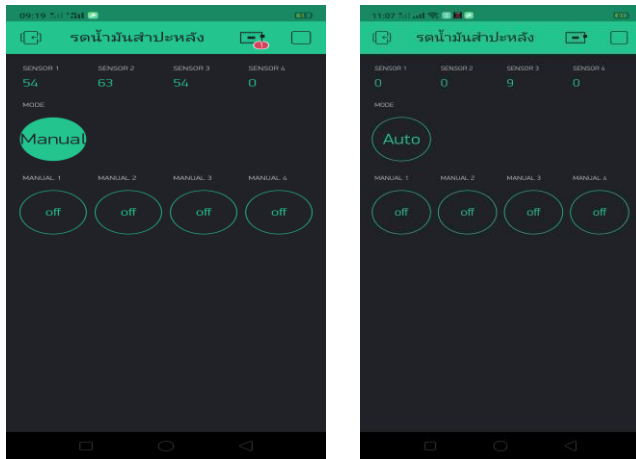 09:19
รดน้ำมันสำปะหลัง
1
SENSOR 1 SENSOR 2 SENSOR 3 SENSOR 4
54 63 54 0
MODE
Manual
MANUAL 1 MANUAL 2 MANUAL 3 MANUAL 4
off off off off
11:07
รดน้ำมันสำปะหลัง
SENSOR 1 SENSOR 2 SENSOR 3 SENSOR 4
0 0 9 0
MODE
Auto
MANUAL 1 MANUAL 2 MANUAL 3 MANUAL 4
off off off off